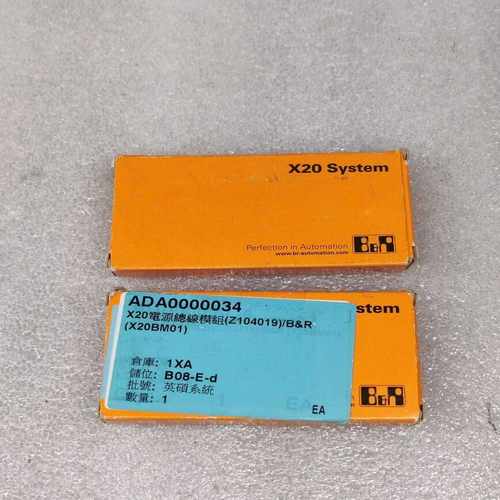 X20 System
Perfection in Automation
www.br-automation.com
B&R
ADA0000034
X20電源總線模組(Z104019)/B&R
(X20BM01)
倉庫: 1XA
儲位: B08-E-d
批號: 英碩系統
數量: 1
EA
stem
B&R